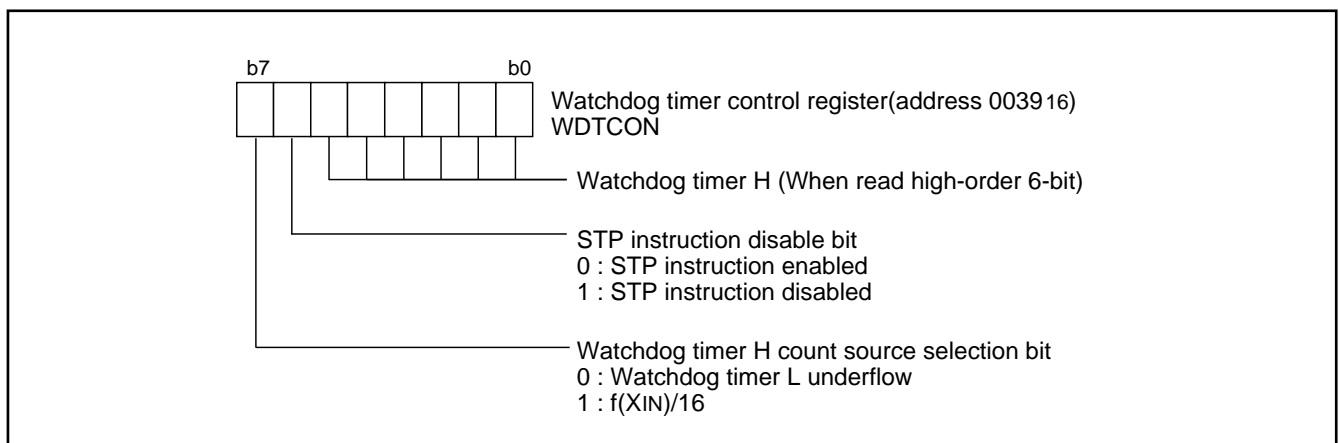 b7 b0
Watchdog timer control register(address 003916)
WDTCON
Watchdog timer H (When read high-order 6-bit)
STP instruction disable bit
0 : STP instruction enabled
1 : STP instruction disabled
Watchdog timer H count source selection bit
0 : Watchdog timer L underflow
1 : f(XIN)/16